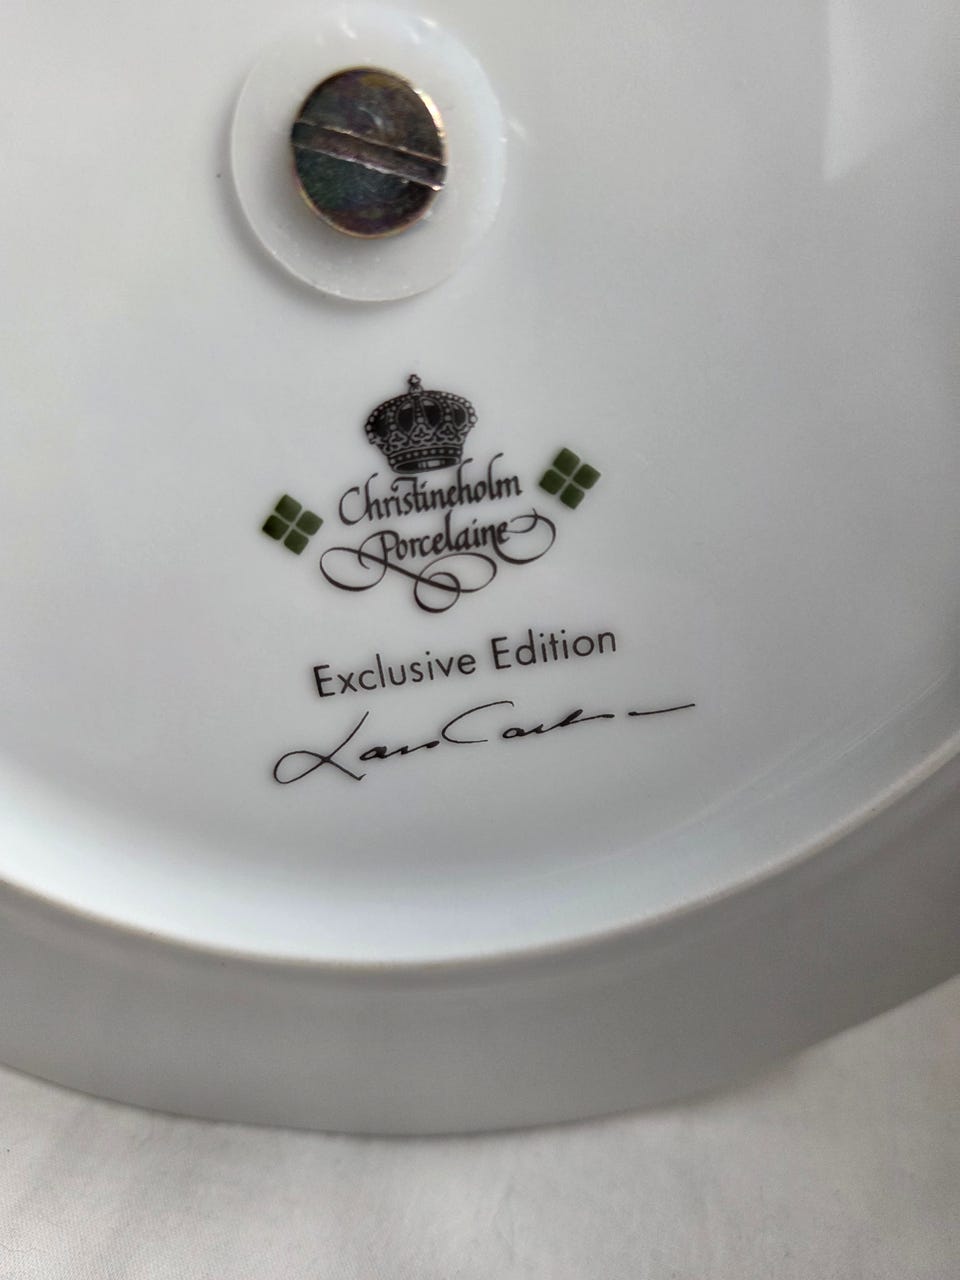 Christineholm
Porcelaine
Exclusive Edition